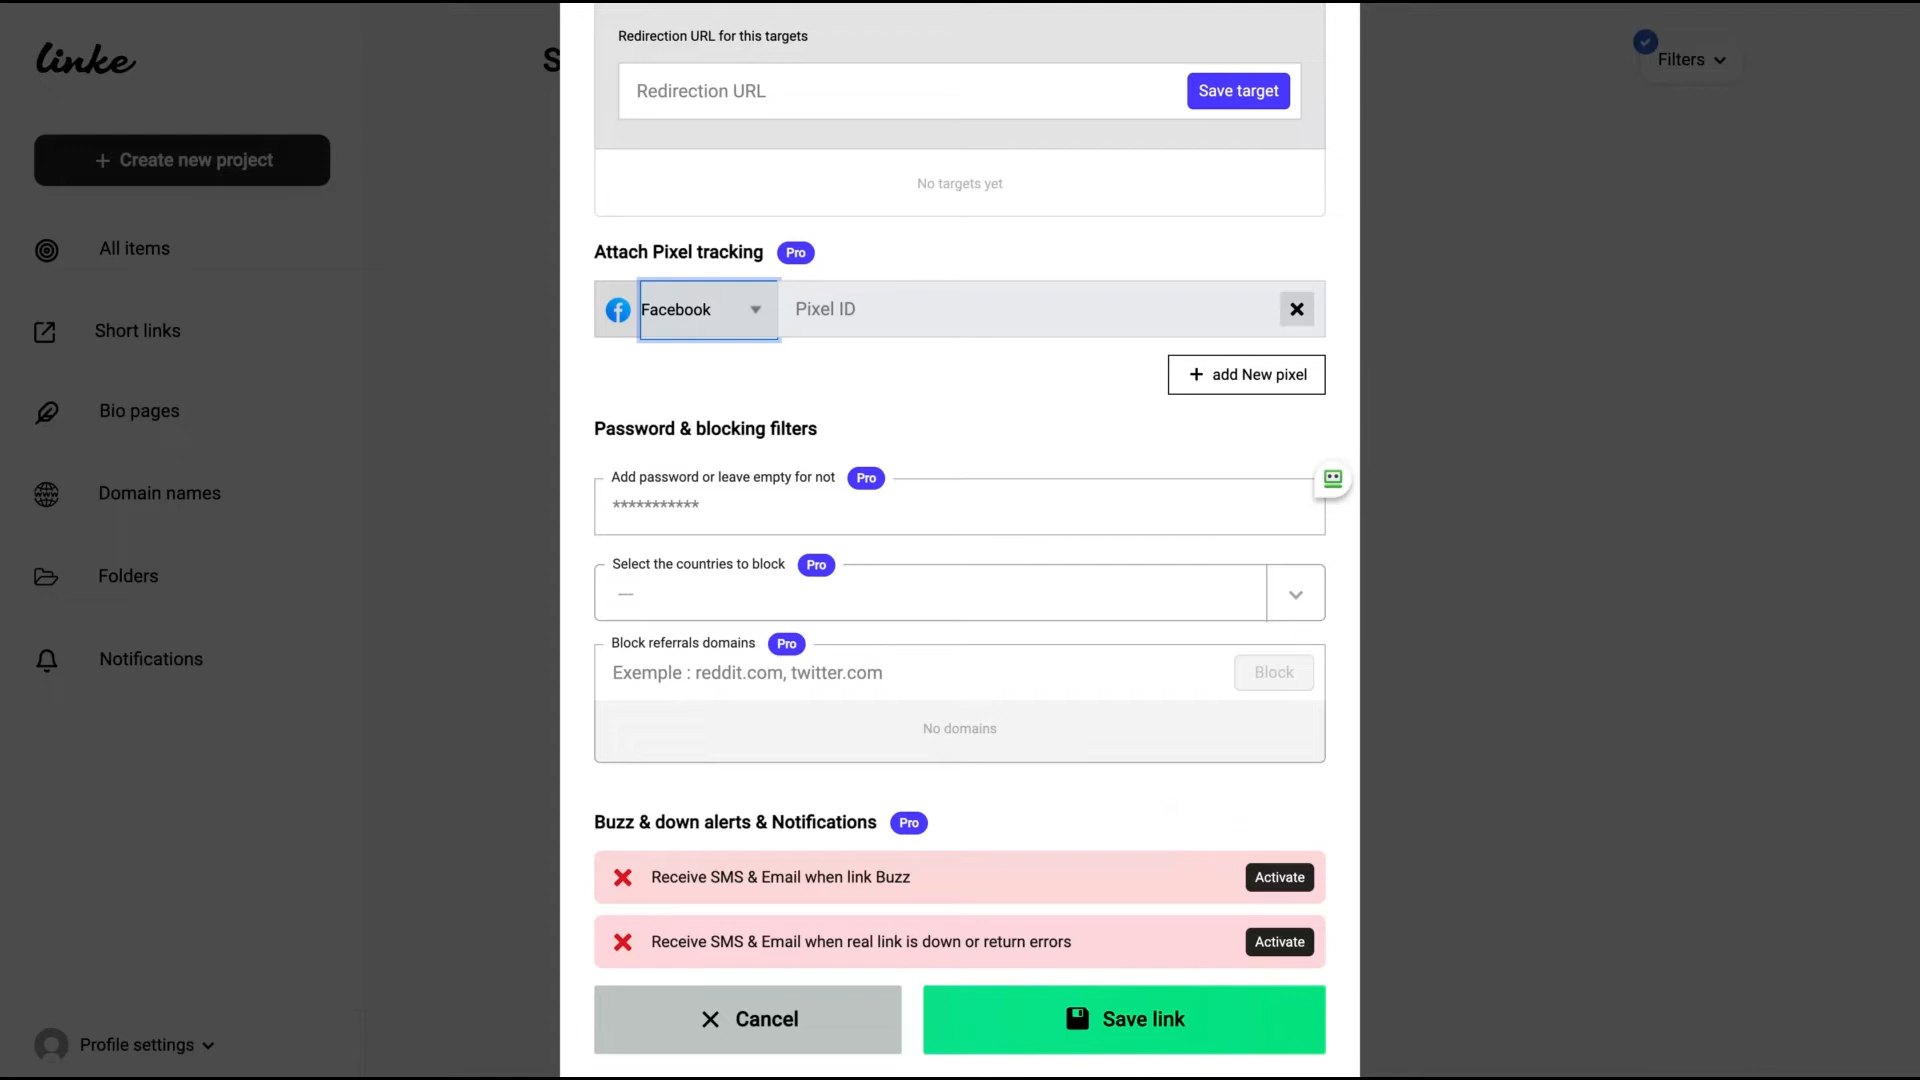 linke
S
Filters
Create new project
All items
Short links
Bio pages
Domain names
Folders
Notifications
Profile settings
Redirection URL for this targets
Redirection URL
Save target
No targets yet
Attach Pixel tracking Pro
Facebook Pixel ID
+ add New pixel
Password & blocking filters
Add password or leave empty for not Pro
***********
Select the countries to block Pro
—
Block referrals domains Pro
Exemple : reddit.com, twitter.com Block
No domains
Buzz & down alerts & Notifications Pro
Receive SMS & Email when link Buzz Activate
Receive SMS & Email when real link is down or return errors Activate
Cancel Save link